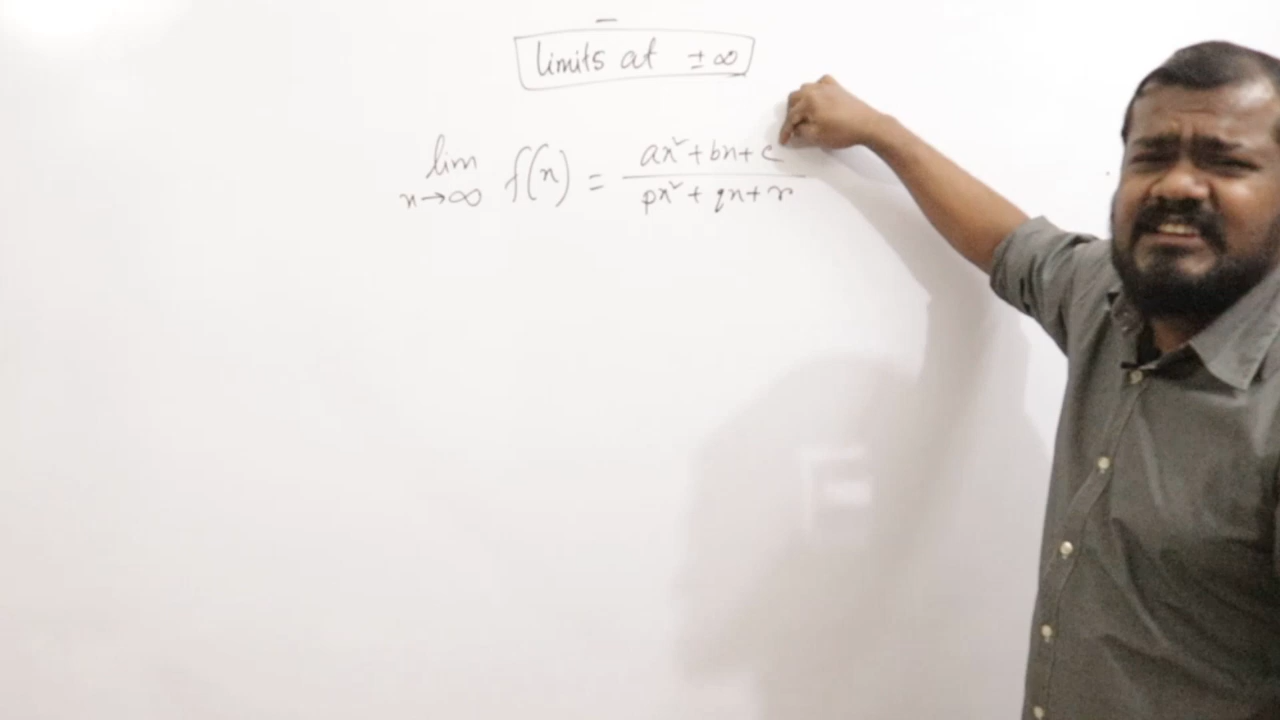 limits at ±∞
lim x→∞ f(x) = (ax²+bx+c)/(px²+qx+r)